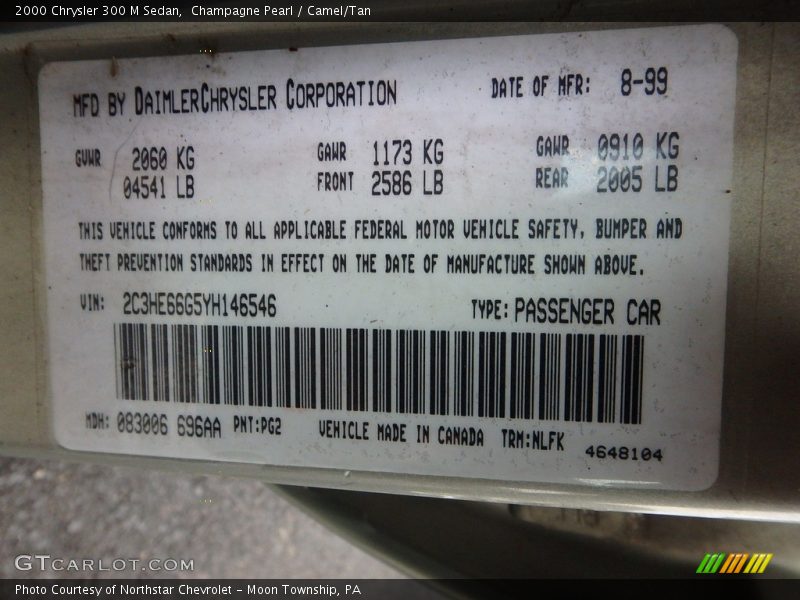 2000 Chrysler 300 M Sedan,  Champagne Pearl / Camel/Tan
MFD BY DAIMLERCHRYSLER CORPORATION DATE OF MFR: 8-99
GVWR 2060 KG GAWR 1173 KG GAWR 0910 KG
04541 LB FRONT 2586 LB REAR 2005 LB
THIS VEHICLE CONFORMS TO ALL APPLICABLE FEDERAL MOTOR VEHICLE SAFETY, BUMPER AND
THEFT PREVENTION STANDARDS IN EFFECT ON THE DATE OF MANUFACTURE SHOWN ABOVE.
VIN: 2C3HE66G5YH146546 TYPE: PASSENGER CAR
MDH: 083006 696AA PNT:PG2 VEHICLE MADE IN CANADA TRM:NLFK 4648104
GTCARLOT.COM
Photo Courtesy of Northstar Chevrolet - Moon Township, PA